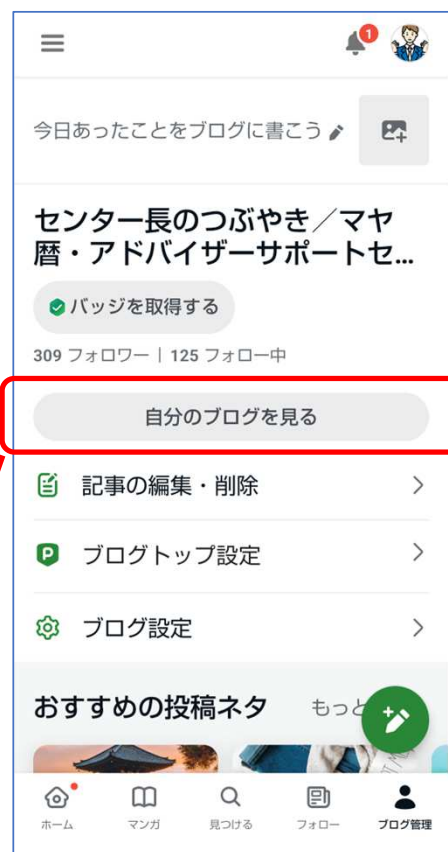 1
今日あったことをブログに書こう
センター長のつぶやき／マヤ
暦・アドバイザーサポートセ...
バッジを取得する
309 フォロワー | 125 フォロー中
自分のブログを見る
記事の編集・削除
P ブログトップ設定
ブログ設定
おすすめの投稿ネタ もっと
ホーム マンガ 見つける フォロー ブログ管理